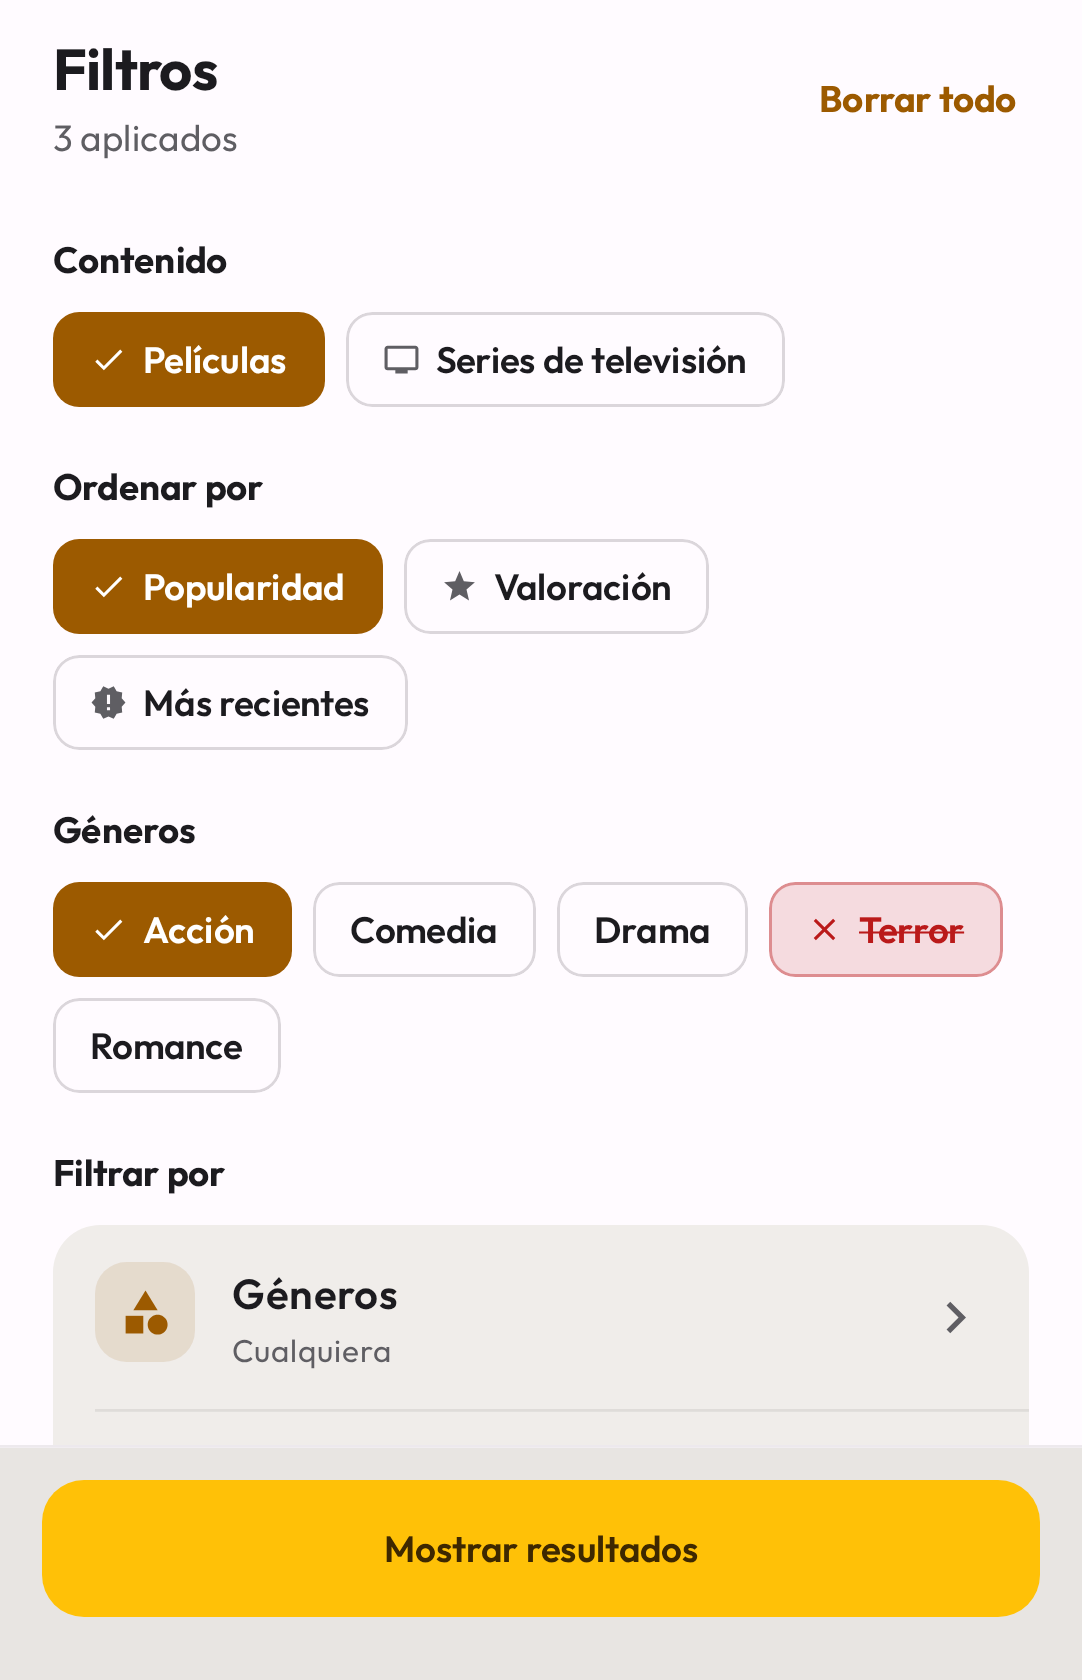 Filtros
3 aplicados
Borrar todo
Contenido
Películas
Series de televisión
Ordenar por
Popularidad
Valoración
Más recientes
Géneros
Acción
Comedia
Drama
Terror
Romance
Filtrar por
Géneros
Cualquiera
Mostrar resultados